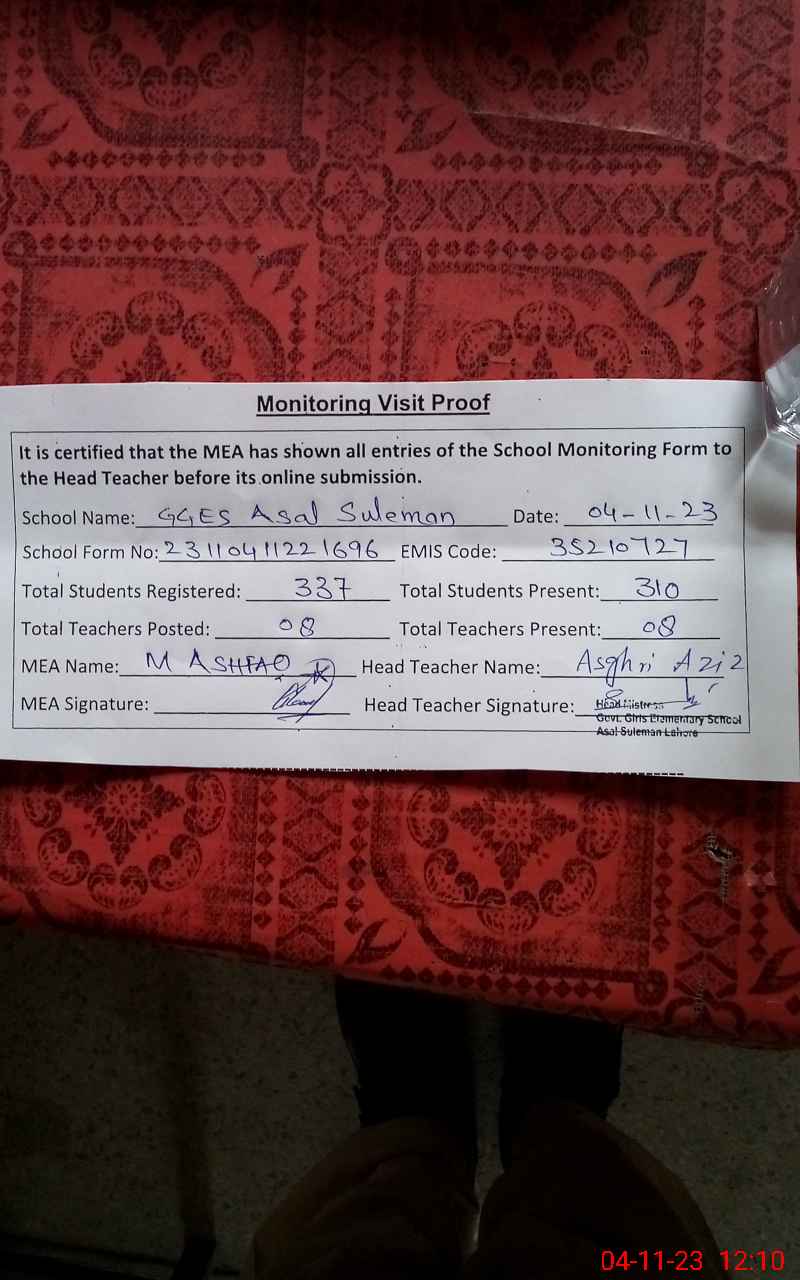 Monitoring Visit Proof
It is certified that the MEA has shown all entries of the School Monitoring Form to
the Head Teacher before its online submission.
School Name: GGES Asal Suleman Date: 04-11-23
School Form No: 23110411221696 EMIS Code: 35210727
Total Students Registered: 337 Total Students Present: 310
Total Teachers Posted: 08 Total Teachers Present: 08
MEA Name: M ASHFAQ Head Teacher Name: Asghri Aziz
MEA Signature: Head Teacher Signature:
Head Mistress
Govt. Girls Elementary School
Asal Suleman Lahore
04-11-23 12:10